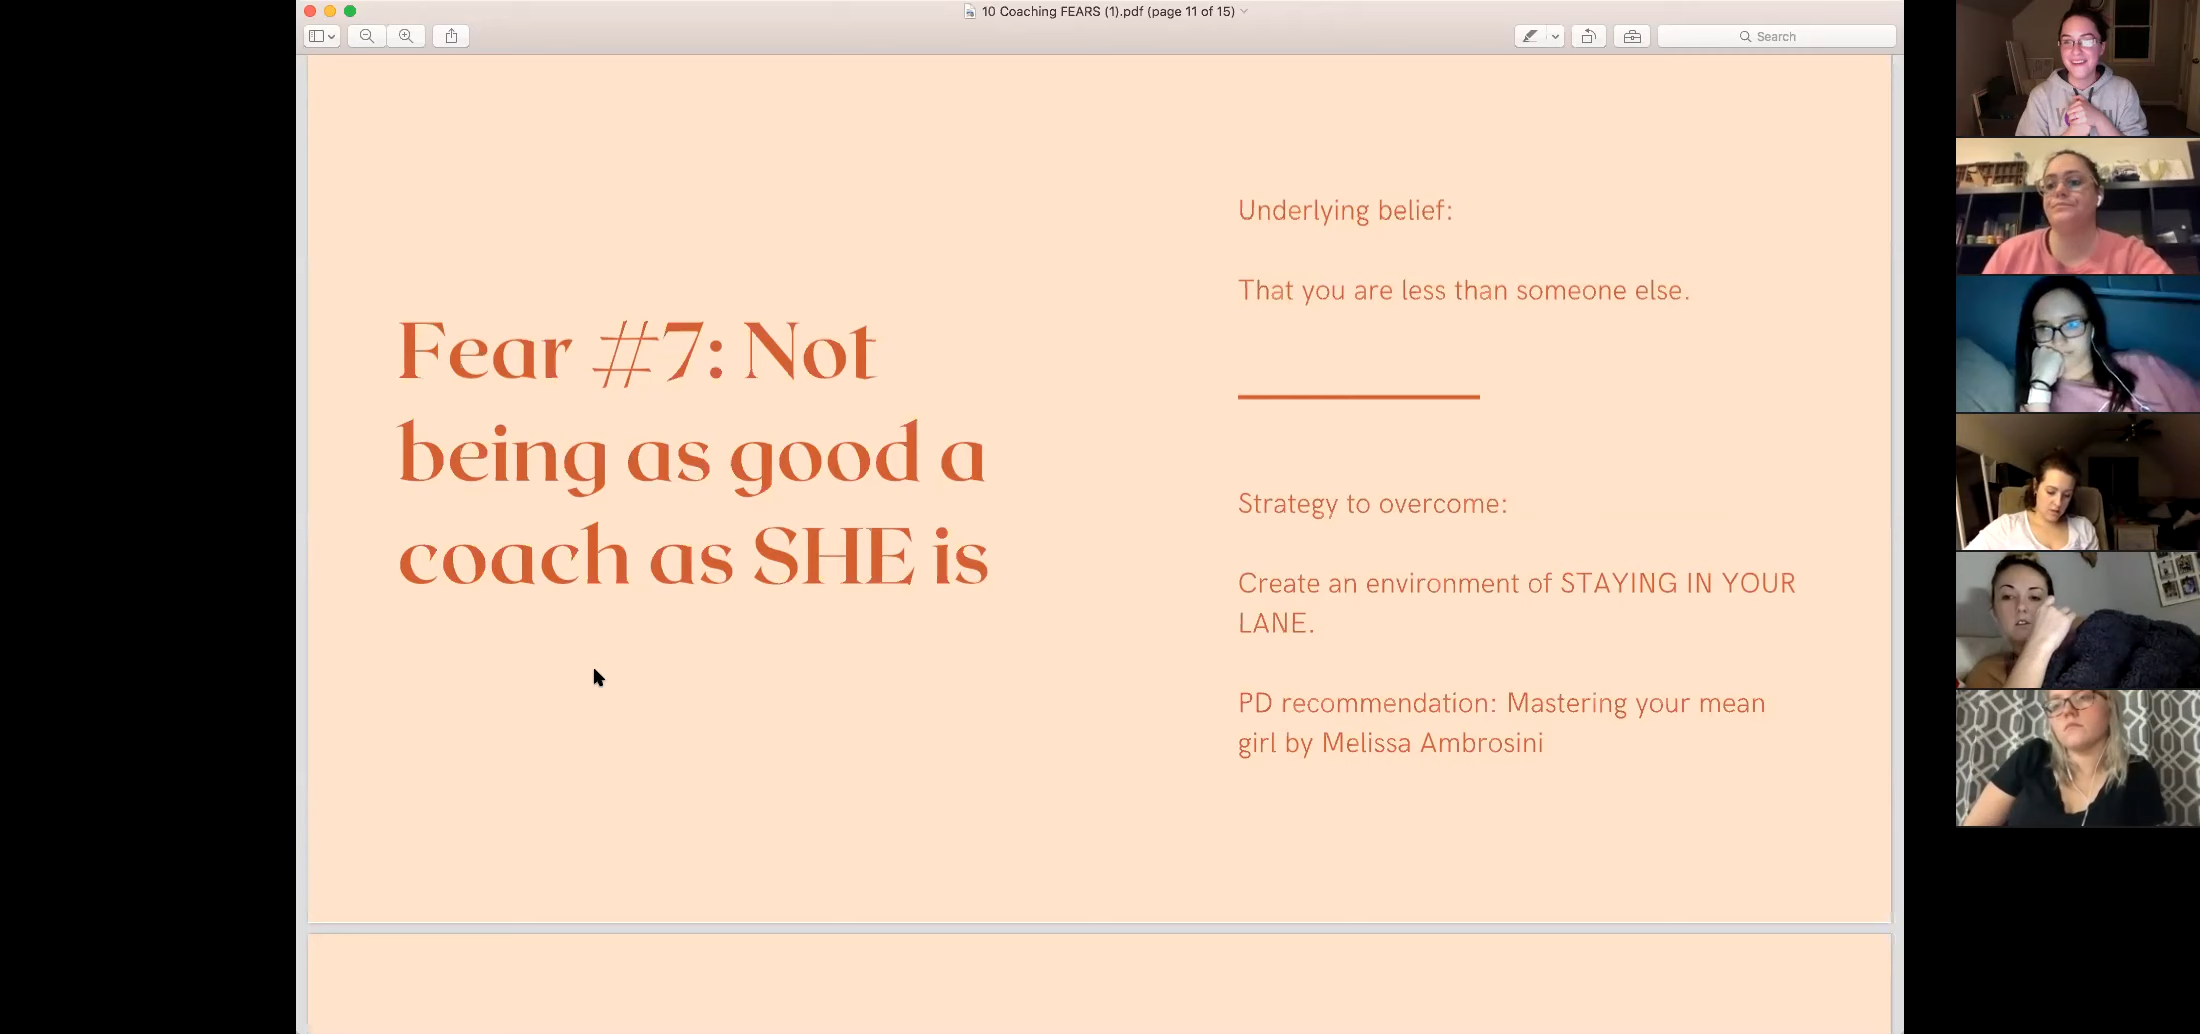 10 Coaching FEARS (1).pdf (page 11 of 15)
Search
Fear #7: Not
being as good a
coach as SHE is
Underlying belief:
That you are less than someone else.
Strategy to overcome:
Create an environment of STAYING IN YOUR
LANE.
PD recommendation: Mastering your mean
girl by Melissa Ambrosini